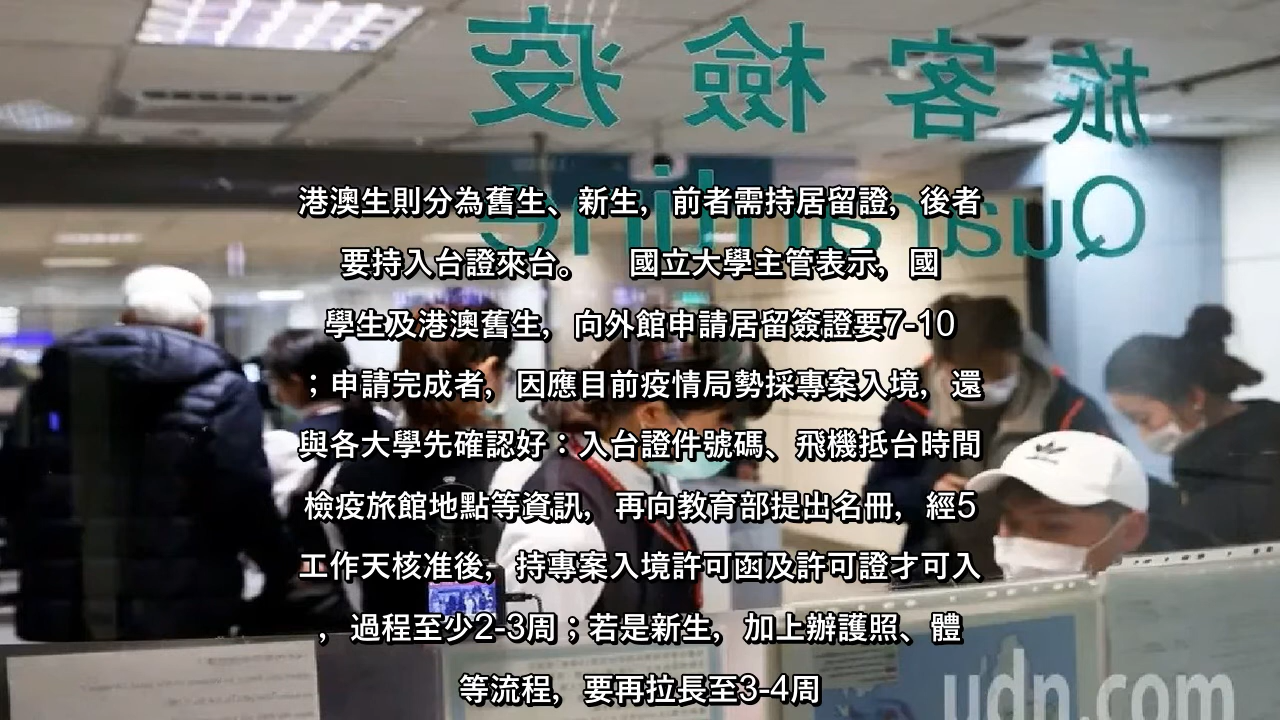 旅客檢疫
Quarantine
港澳生則分為舊生、新生，前者需持居留證，後者
要持入台證來台。　國立大學主管表示，國
學生及港澳舊生，向外館申請居留簽證要7-10
；申請完成者，因應目前疫情局勢採專案入境，還
與各大學先確認好：入台證件號碼、飛機抵台時間
檢疫旅館地點等資訊，再向教育部提出名冊，經5
工作天核准後，持專案入境許可函及許可證才可入
，過程至少2-3周；若是新生，加上辦護照、體
等流程，要再拉長至3-4周
udn.com